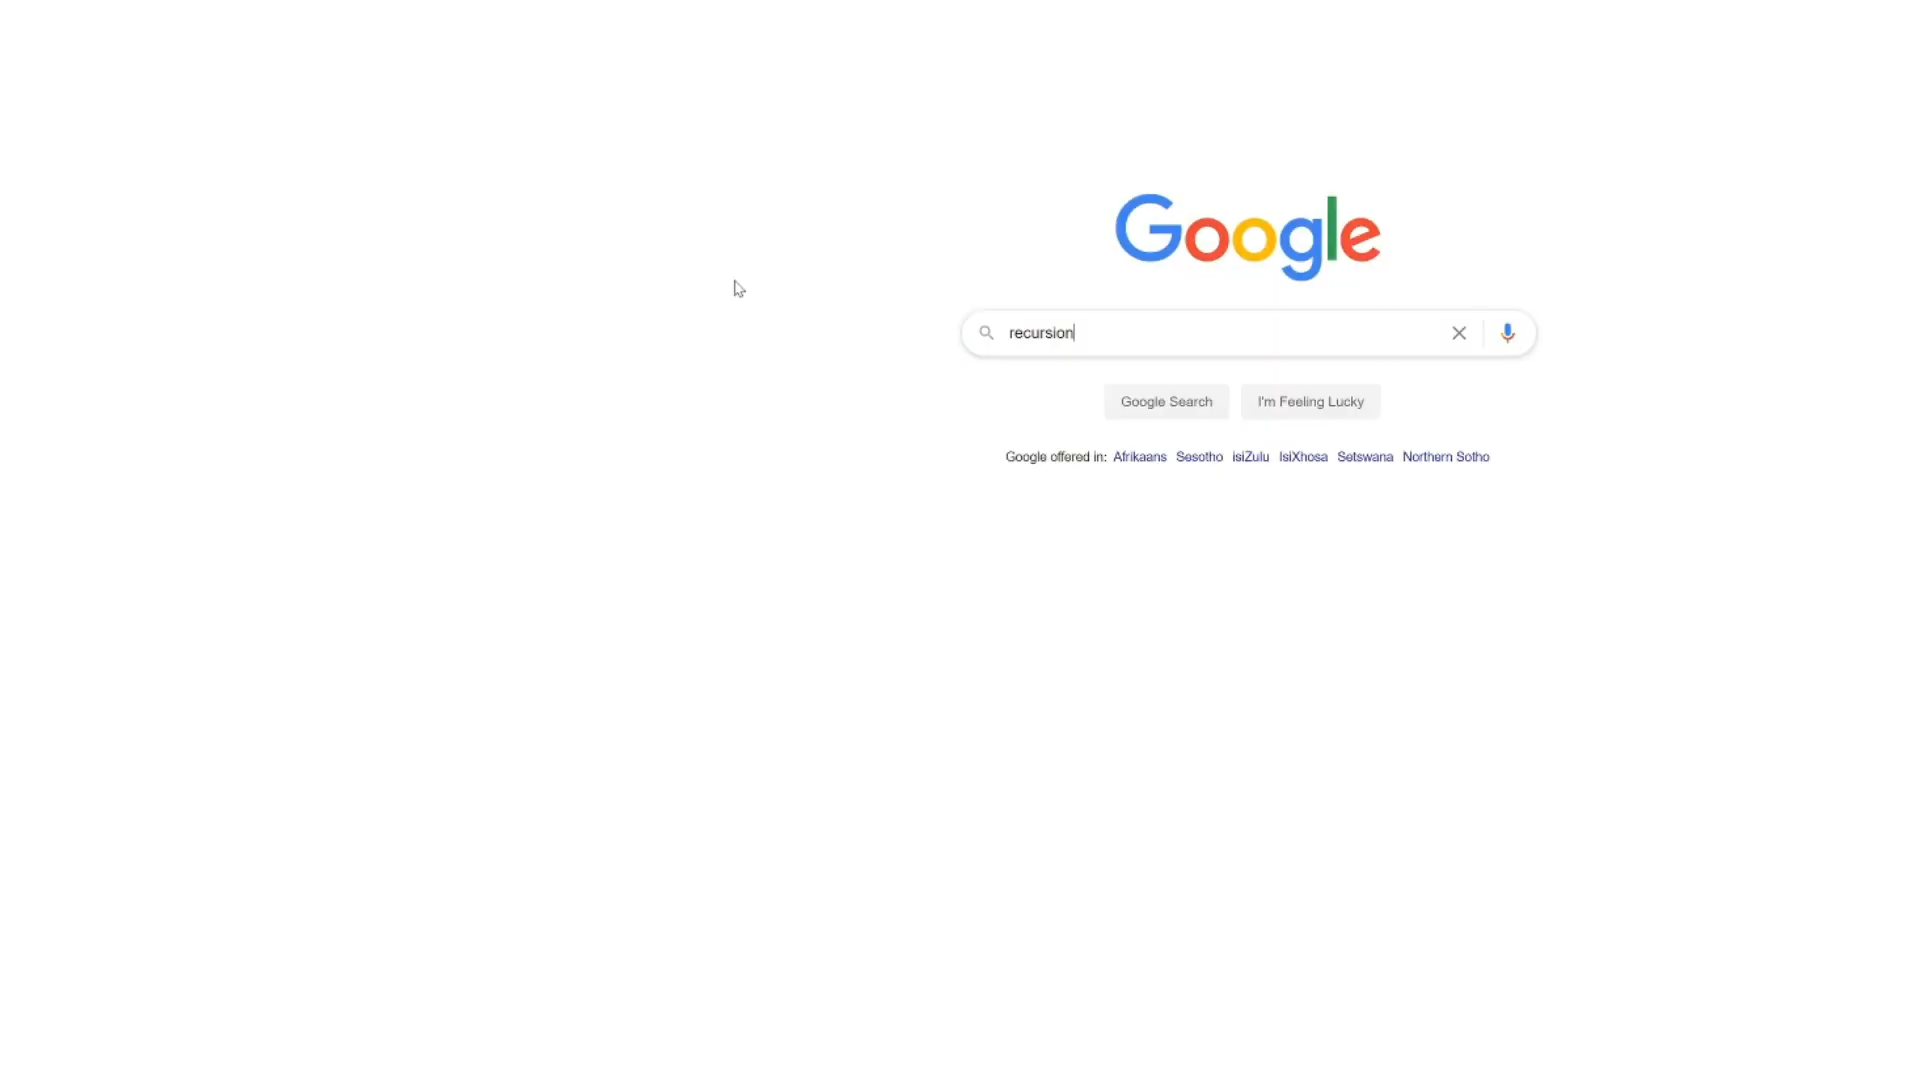 Google
recursion
Google Search I'm Feeling Lucky
Google offered in: Afrikaans Sesotho isiZulu IsiXhosa Setswana Northern Sotho